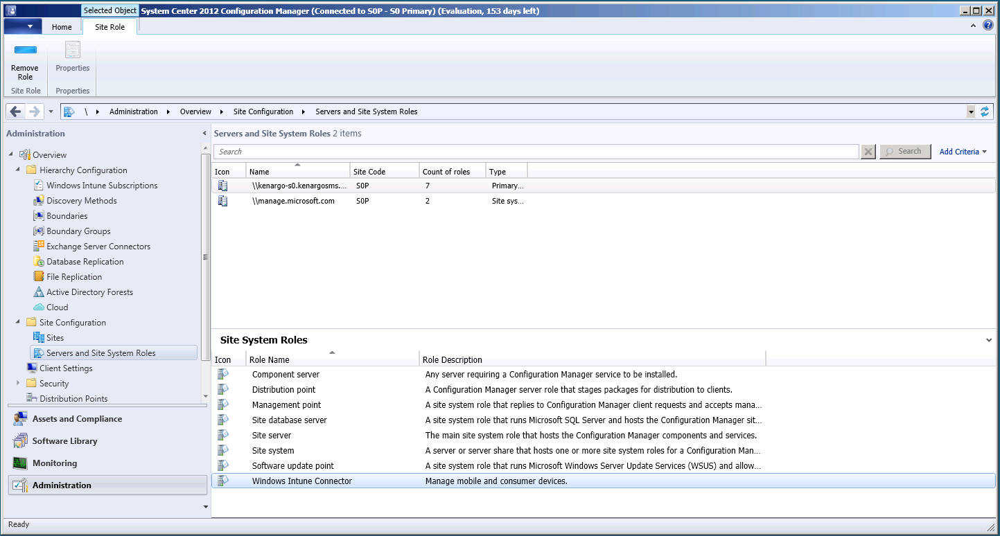 Selected Object System Center 2012 Configuration Manager (Connected to S0P - S0 Primary) (Evaluation, 153 days left)
Home Site Role
Remove Role Properties
Site Role Properties
\ Administration Overview Site Configuration Servers and Site System Roles
Administration
Overview
Hierarchy Configuration
Windows Intune Subscriptions
Discovery Methods
Boundaries
Boundary Groups
Exchange Server Connectors
Database Replication
File Replication
Active Directory Forests
Cloud
Site Configuration
Sites
Servers and Site System Roles
Client Settings
Security
Distribution Points
Assets and Compliance
Software Library
Monitoring
Administration
Servers and Site System Roles 2 items
Search Search Add Criteria
Icon Name Site Code Count of roles Type
\\kenargo-s0.kenargosms.... S0P 7 Primary...
\\manage.microsoft.com S0P 2 Site sys...
Site System Roles
Icon Role Name Role Description
Component server Any server requiring a Configuration Manager service to be installed.
Distribution point A Configuration Manager server role that stages packages for distribution to clients.
Management point A site system role that replies to Configuration Manager client requests and accepts mana...
Site database server A site system role that runs Microsoft SQL Server and hosts the Configuration Manager sit...
Site server The main site system role that hosts the Configuration Manager components and services.
Site system A server or server share that hosts one or more site system roles for a Configuration Man...
Software update point A site system role that runs Microsoft Windows Server Update Services (WSUS) and allow...
Windows Intune Connector Manage mobile and consumer devices.
Ready